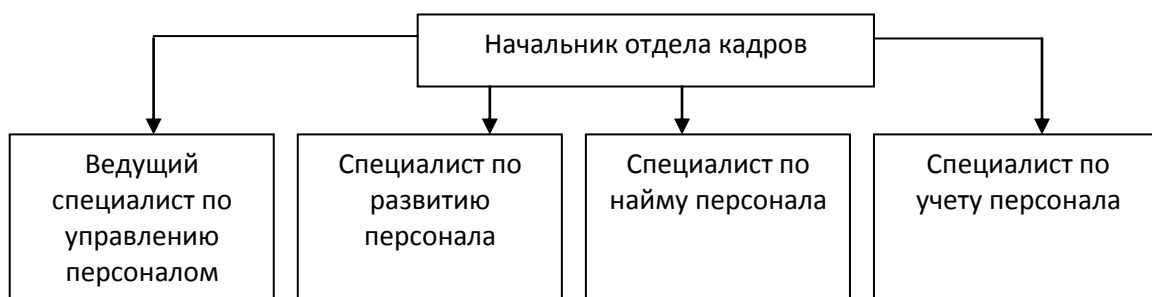 Начальник отдела кадров
Ведущий
специалист по
управлению
персоналом
Специалист по
развитию
персонала
Специалист по
найму персонала
Специалист по
учету персонала